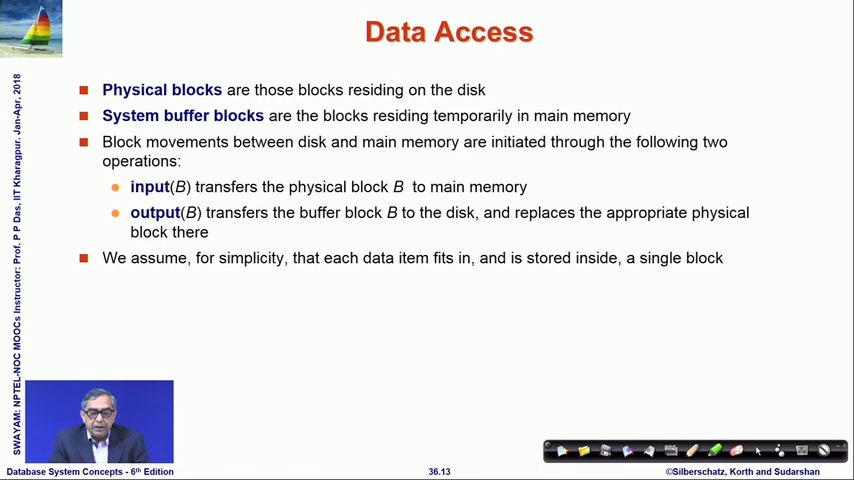 Data Access
Physical blocks are those blocks residing on the disk
System buffer blocks are the blocks residing temporarily in main memory
Block movements between disk and main memory are initiated through the following two
operations:
input(B) transfers the physical block B to main memory
output(B) transfers the buffer block B to the disk, and replaces the appropriate physical
block there
We assume, for simplicity, that each data item fits in, and is stored inside, a single block
SWAYAM: NPTEL-NOC MOOCs Instructor: Prof. P P Das, IIT Kharagpur. Jan-Apr, 2018
Database System Concepts - 6th Edition
36.13
©Silberschatz, Korth and Sudarshan